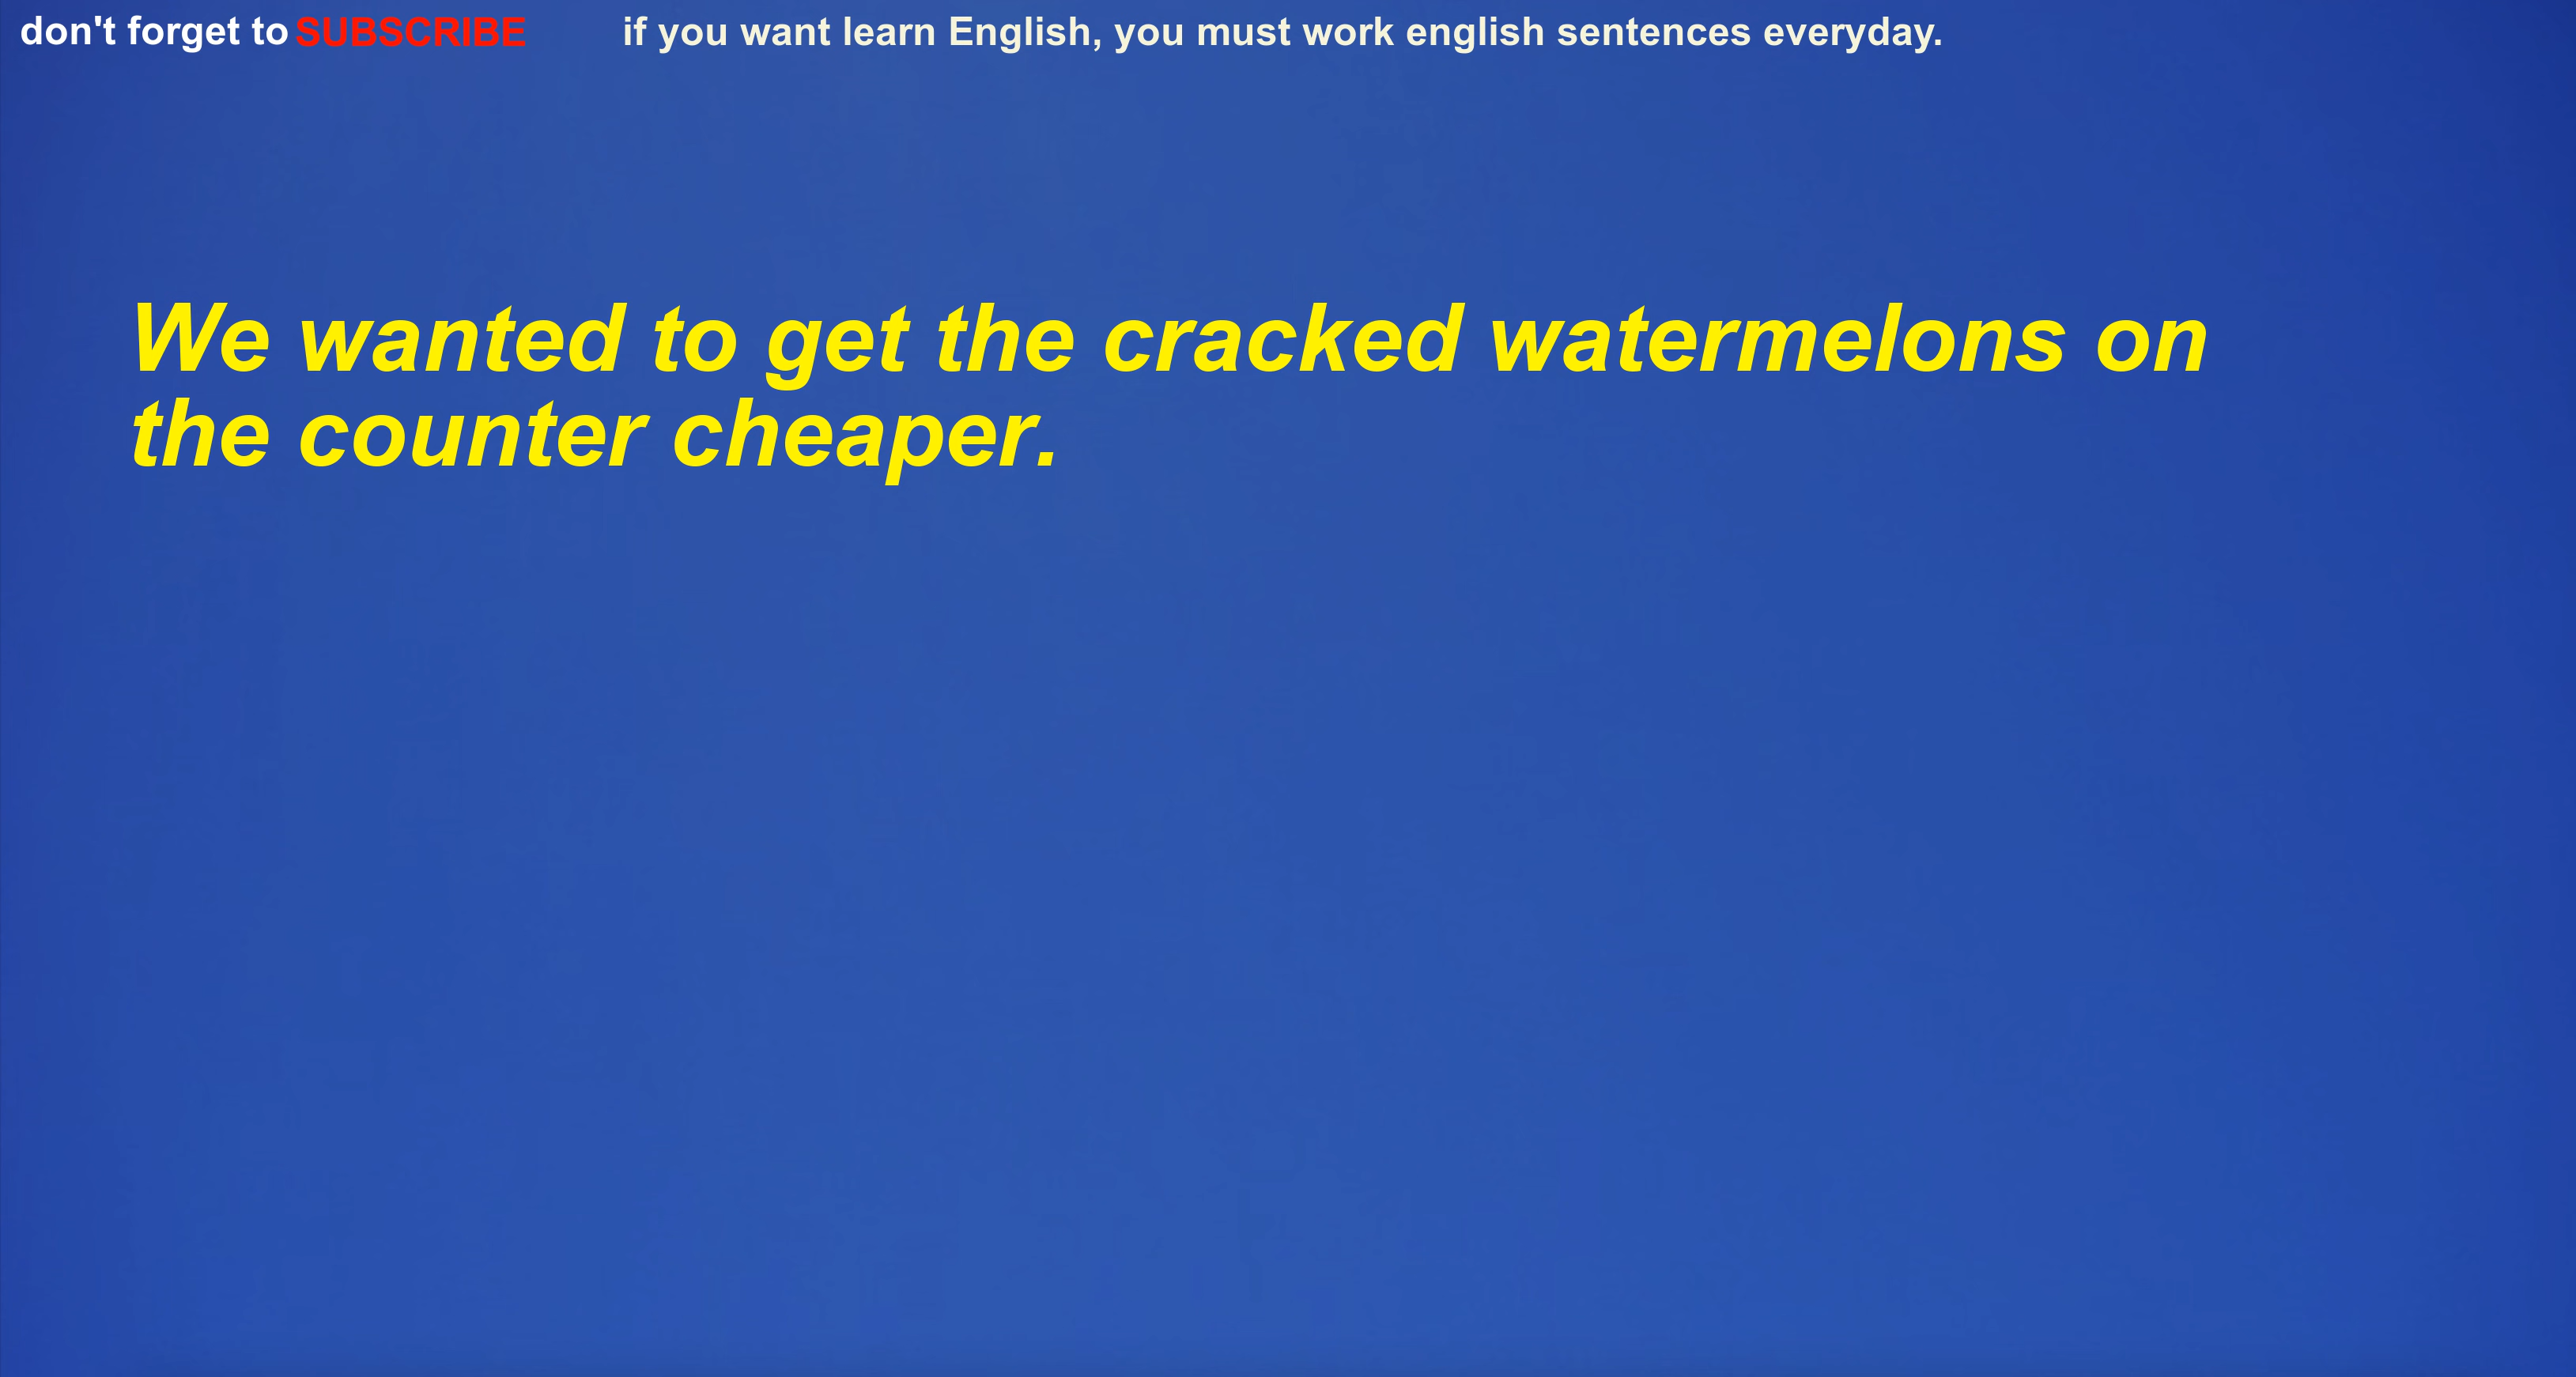 don't forget to SUBSCRIBE if you want learn English, you must work english sentences everyday.
We wanted to get the cracked watermelons on
the counter cheaper.